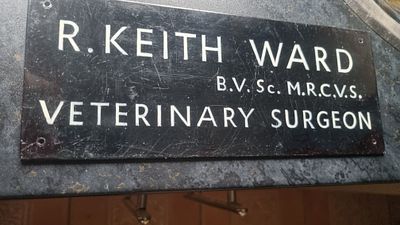 R. KEITH WARD
B.V. Sc. M.R.C.V.S.
VETERINARY SURGEON